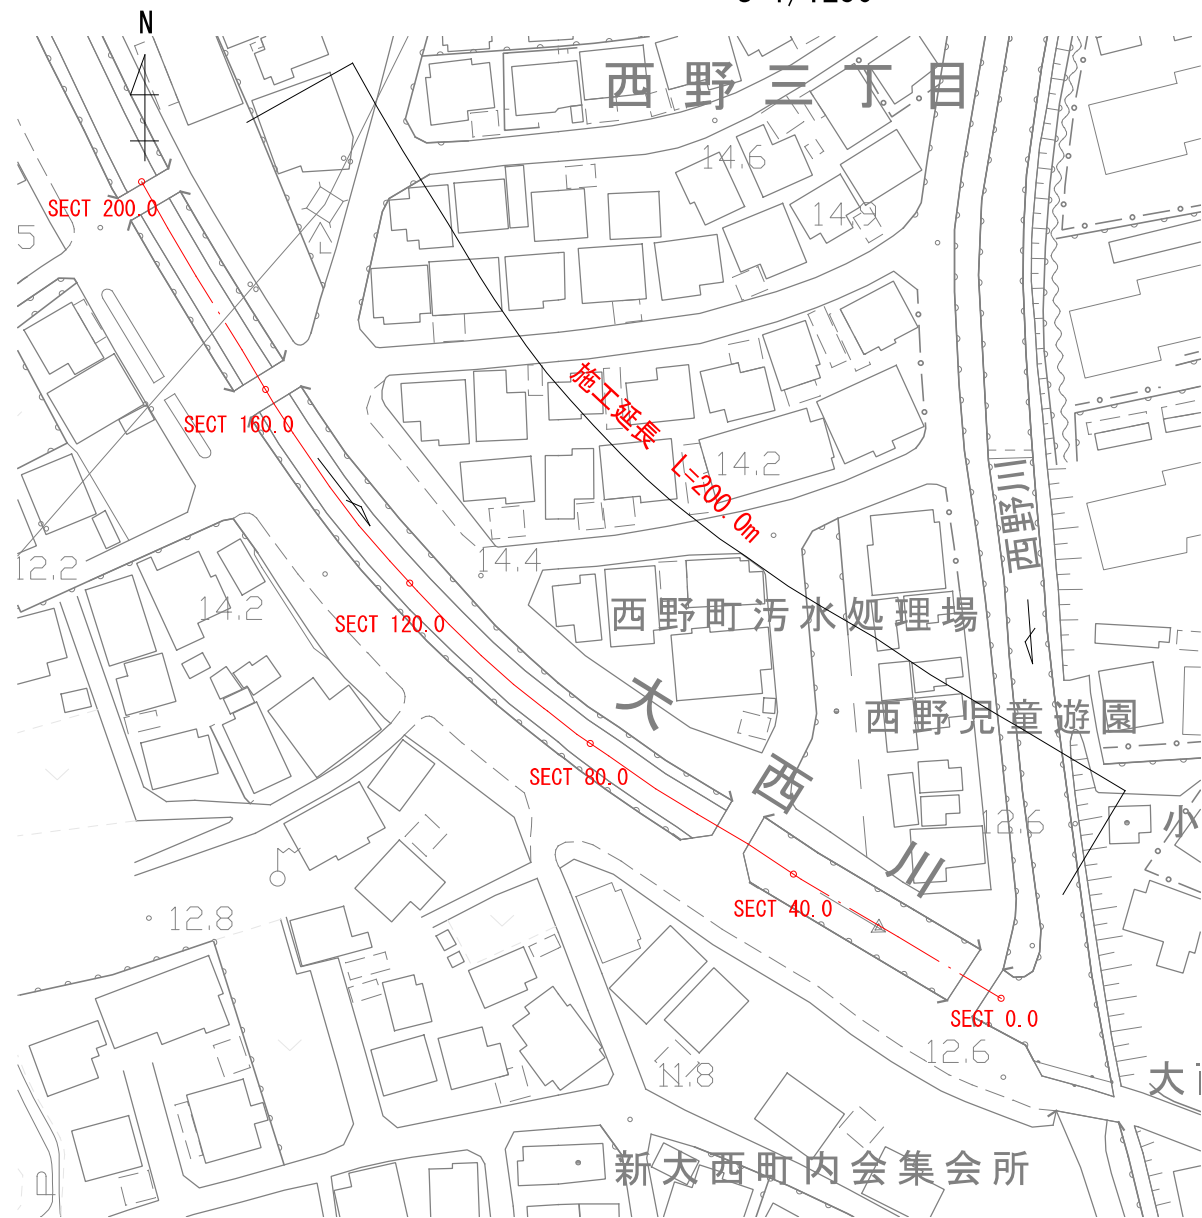 N
西野三丁目
14.6
SECT 200.0
14.9
5
施工延長 L=200.0m
SECT 160.0
14.2
西野川
14.4
12.2
14.2
西野町汚水処理場
SECT 120.0
大西川
西野児童遊園
SECT 80.0
12.6
小
SECT 40.0
12.8
SECT 0.0
12.6
11.8
大
新大西町内会集会所